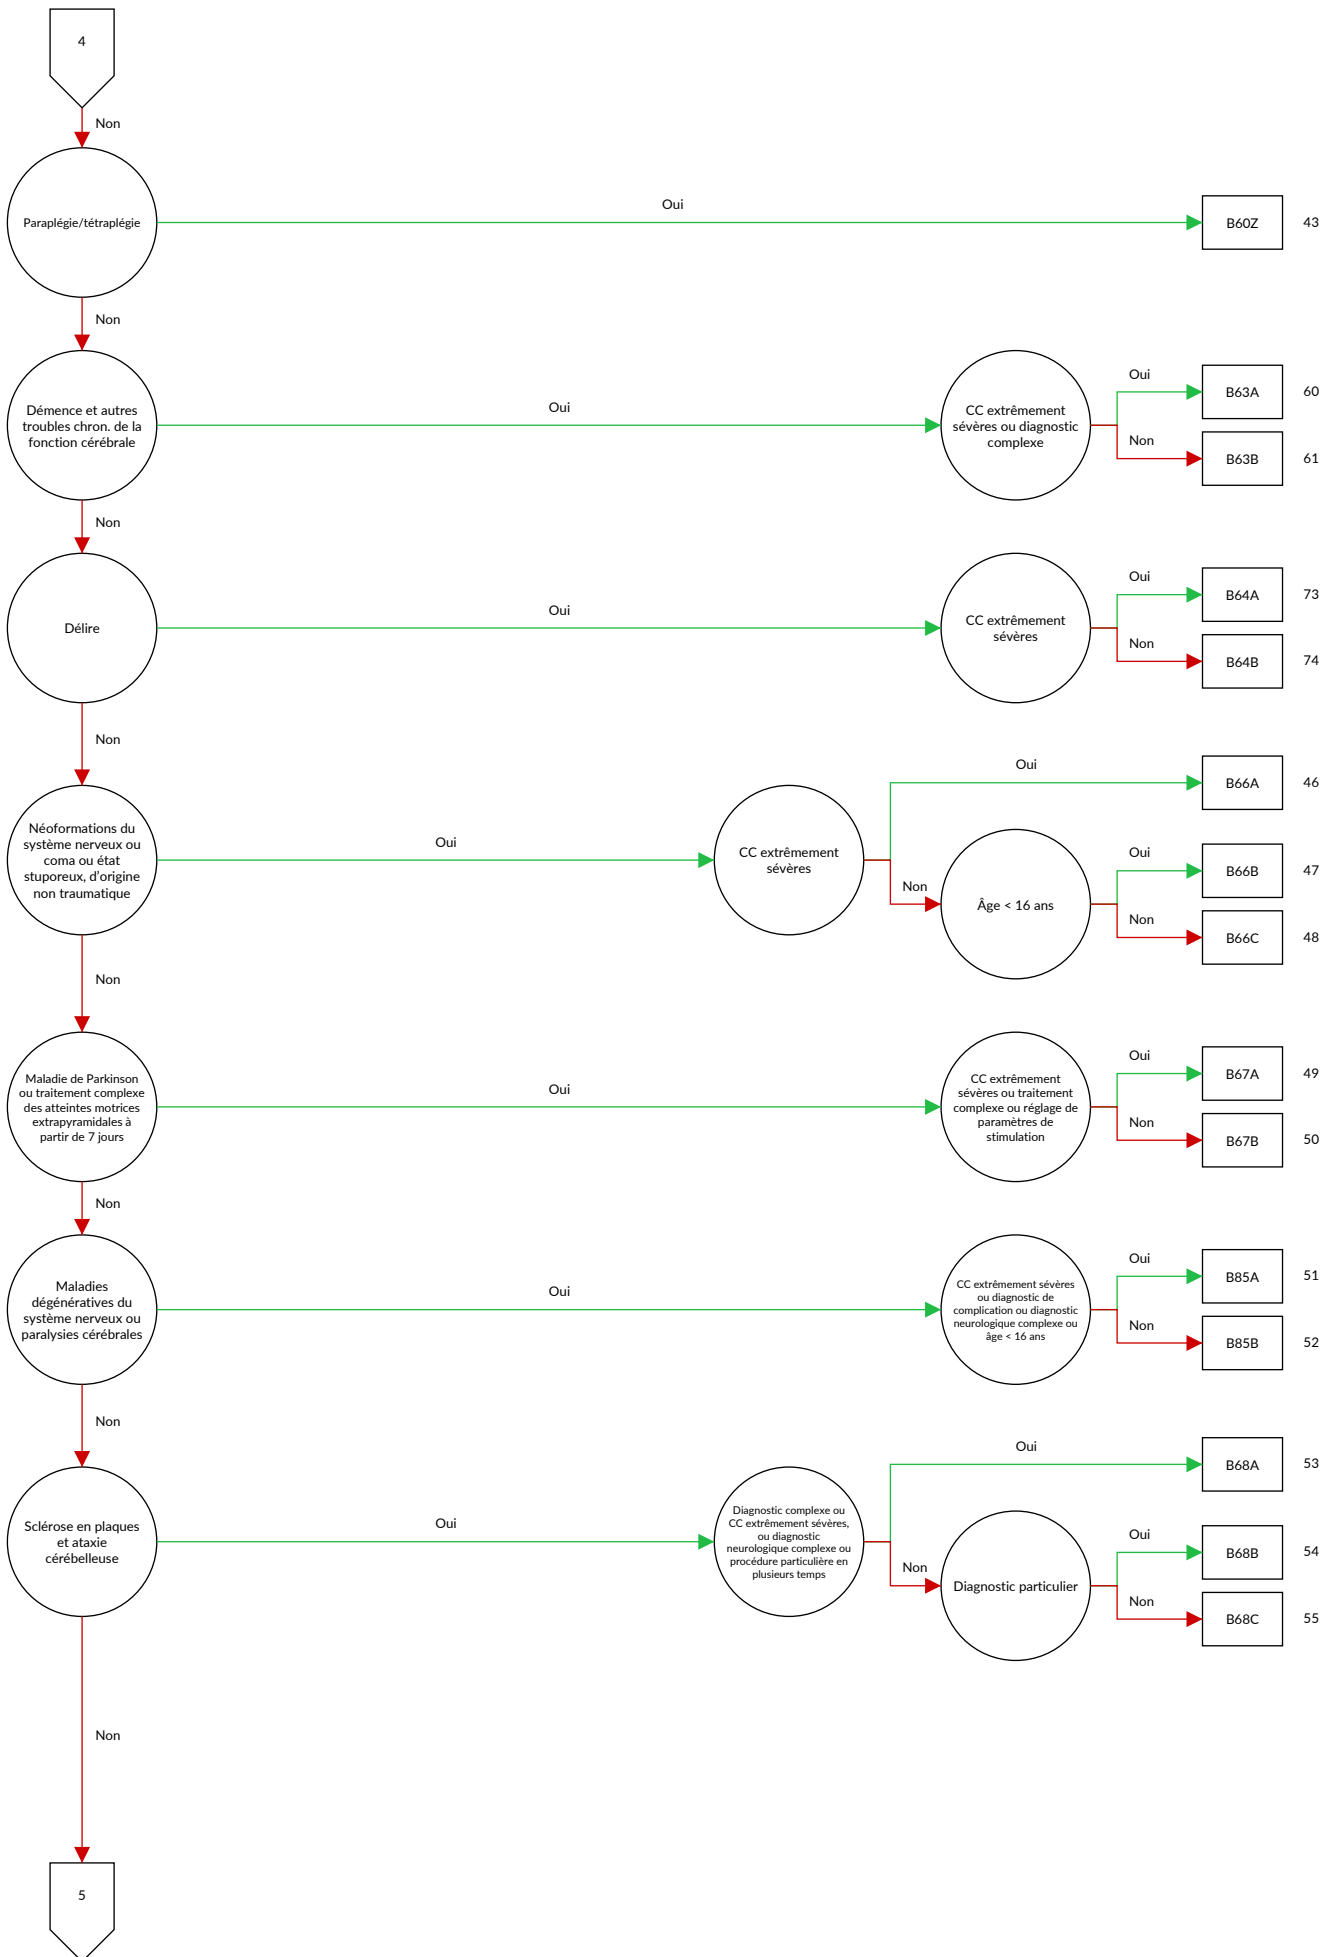 4
Non
Paraplégie/tétraplégie
Oui
B60Z
43
Non
Démence et autres
troubles chron. de la
fonction cérébrale
Oui
CC extrêmement
sévères ou diagnostic
complexe
Oui
B63A
60
Non
B63B
61
Non
Délire
Oui
CC extrêmement
sévères
Oui
B64A
73
Non
B64B
74
Non
Néoformations du
système nerveux ou
coma ou état
stuporeux, d'origine
non traumatique
Oui
CC extrêmement
sévères
Oui
B66A
46
Non
Âge < 16 ans
Oui
B66B
47
Non
B66C
48
Non
Maladie de Parkinson
ou traitement complexe
des atteintes motrices
extrapyramidales à
partir de 7 jours
Oui
CC extrêmement
sévères ou traitement
complexe ou réglage de
paramètres de
stimulation
Oui
B67A
49
Non
B67B
50
Non
Maladies
dégénératives du
système nerveux ou
paralysies cérébrales
Oui
CC extrêmement sévères
ou diagnostic de
complication ou diagnostic
neurologique complexe ou
âge < 16 ans
Oui
B85A
51
Non
B85B
52
Non
Sclérose en plaques
et ataxie
cérébelleuse
Oui
Diagnostic complexe ou
CC extrêmement sévères,
ou diagnostic
neurologique complexe ou
procédure particulière en
plusieurs temps
Oui
B68A
53
Non
Diagnostic particulier
Oui
B68B
54
Non
B68C
55
Non
5